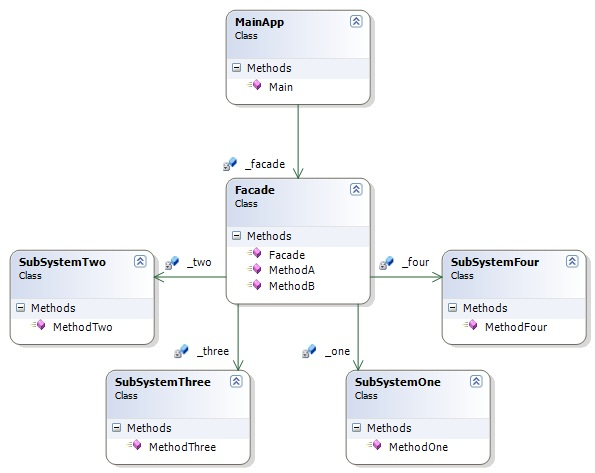 MainApp
Class
Methods
Main
_facade
Facade
Class
Methods
Facade
MethodA
MethodB
_two
_four
SubSystemTwo
Class
Methods
MethodTwo
SubSystemFour
Class
Methods
MethodFour
_three
_one
SubSystemThree
Class
Methods
MethodThree
SubSystemOne
Class
Methods
MethodOne